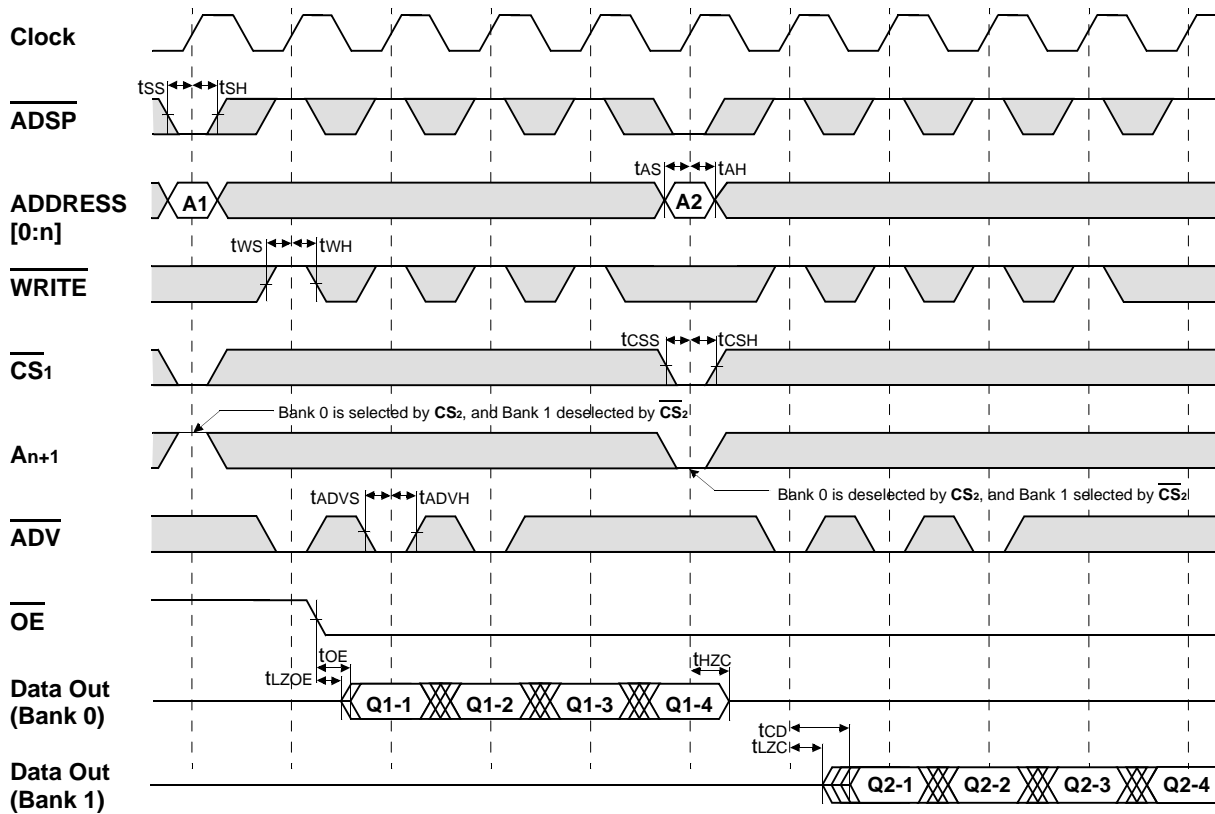 Clock
tSS
tSH
ADSP
tAS
tAH
ADDRESS
[0:n]
A1
A2
tWS
tWH
WRITE
tCSS
tCSH
CS1
Bank 0 is selected by CS2, and Bank 1 deselected by CS2
An+1
Bank 0 is deselected by CS2, and Bank 1 selected by CS2
tADVS
tADVH
ADV
OE
tOE
tHZC
tLZOE
Data Out
(Bank 0)
Q1-1
Q1-2
Q1-3
Q1-4
tCD
tLZC
Data Out
(Bank 1)
Q2-1
Q2-2
Q2-3
Q2-4